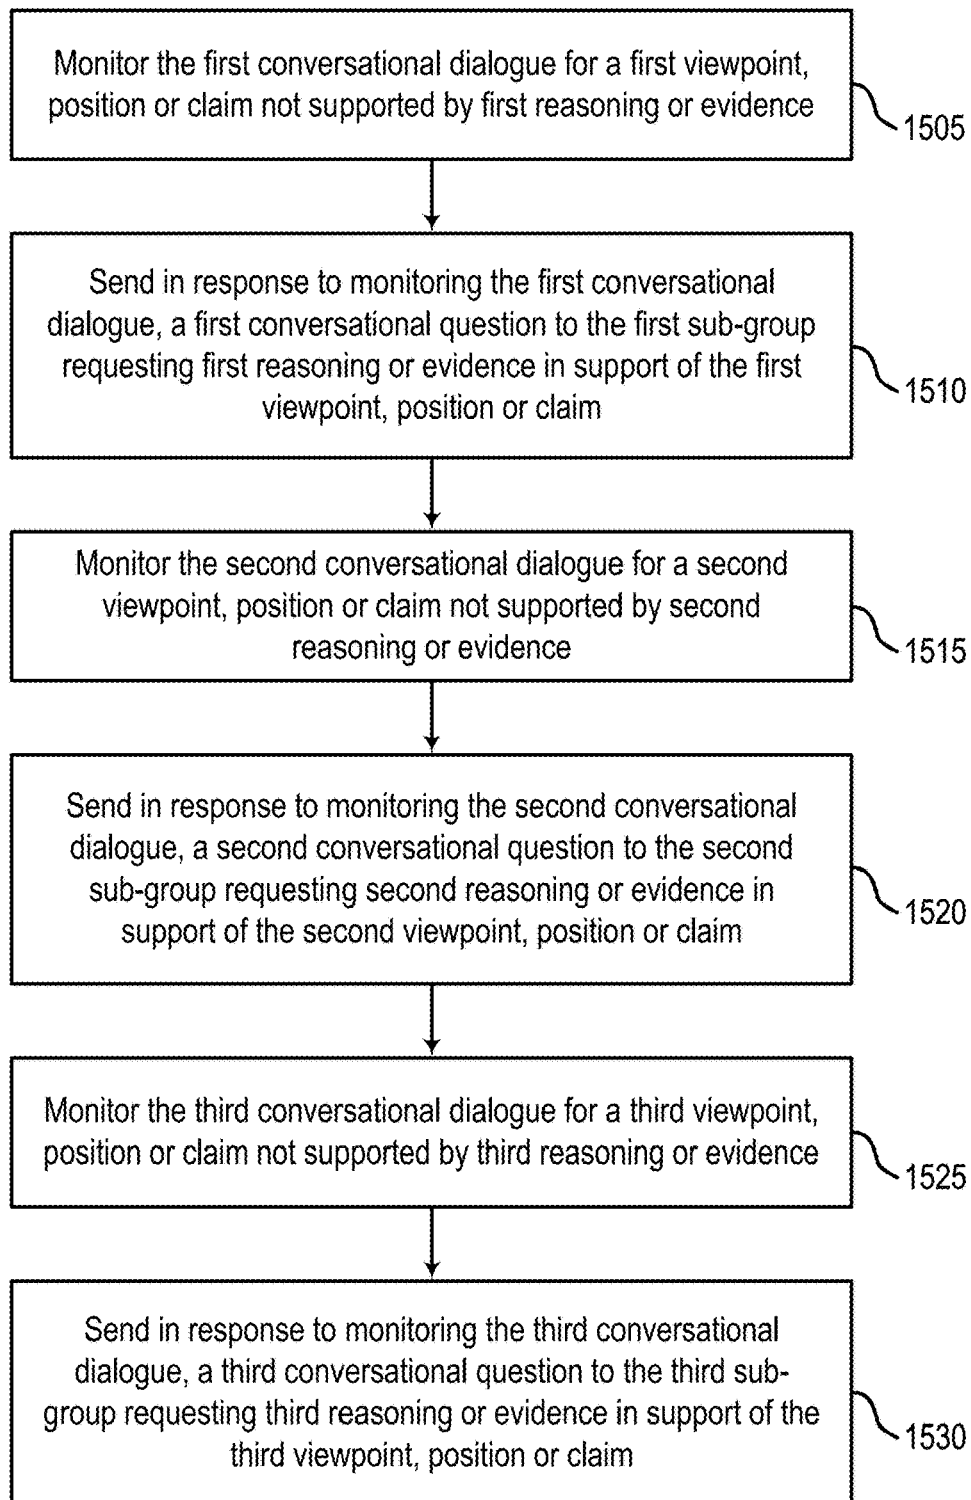 Monitor the first conversational dialogue for a first viewpoint,
position or claim not supported by first reasoning or evidence
1505
Send in response to monitoring the first conversational
dialogue, a first conversational question to the first sub-group
requesting first reasoning or evidence in support of the first
viewpoint, position or claim
1510
Monitor the second conversational dialogue for a second
viewpoint, position or claim not supported by second
reasoning or evidence
1515
Send in response to monitoring the second conversational
dialogue, a second conversational question to the second
sub-group requesting second reasoning or evidence in
support of the second viewpoint, position or claim
1520
Monitor the third conversational dialogue for a third viewpoint,
position or claim not supported by third reasoning or evidence
1525
Send in response to monitoring the third conversational
dialogue, a third conversational question to the third sub-
group requesting third reasoning or evidence in support of the
third viewpoint, position or claim
1530